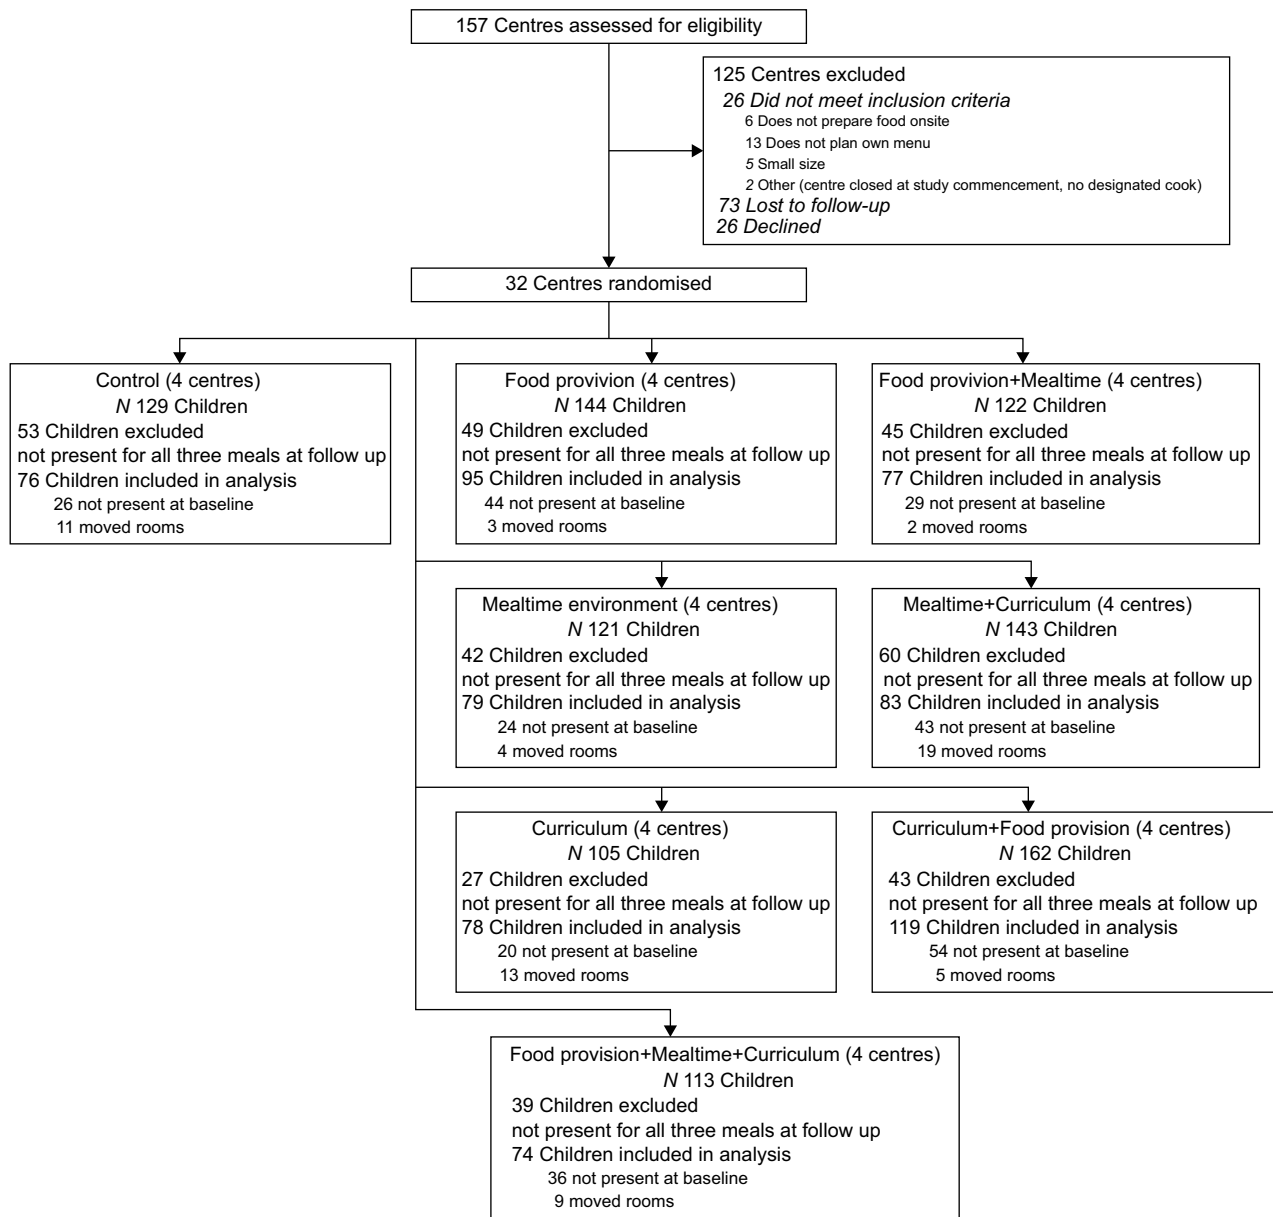 157 Centres assessed for eligibility
125 Centres excluded
26 Did not meet inclusion criteria
6 Does not prepare food onsite
13 Does not plan own menu
5 Small size
2 Other (centre closed at study commencement, no designated cook)
73 Lost to follow-up
26 Declined
32 Centres randomised
Control (4 centres)
N 129 Children
53 Children excluded
not present for all three meals at follow up
76 Children included in analysis
26 not present at baseline
11 moved rooms
Food provivion (4 centres)
N 144 Children
49 Children excluded
not present for all three meals at follow up
95 Children included in analysis
44 not present at baseline
3 moved rooms
Food provivion+Mealtime (4 centres)
N 122 Children
45 Children excluded
not present for all three meals at follow up
77 Children included in analysis
29 not present at baseline
2 moved rooms
Mealtime environment (4 centres)
N 121 Children
42 Children excluded
not present for all three meals at follow up
79 Children included in analysis
24 not present at baseline
4 moved rooms
Mealtime+Curriculum (4 centres)
N 143 Children
60 Children excluded
not present for all three meals at follow up
83 Children included in analysis
43 not present at baseline
19 moved rooms
Curriculum (4 centres)
N 105 Children
27 Children excluded
not present for all three meals at follow up
78 Children included in analysis
20 not present at baseline
13 moved rooms
Curriculum+Food provision (4 centres)
N 162 Children
43 Children excluded
not present for all three meals at follow up
119 Children included in analysis
54 not present at baseline
5 moved rooms
Food provision+Mealtime+Curriculum (4 centres)
N 113 Children
39 Children excluded
not present for all three meals at follow up
74 Children included in analysis
36 not present at baseline
9 moved rooms